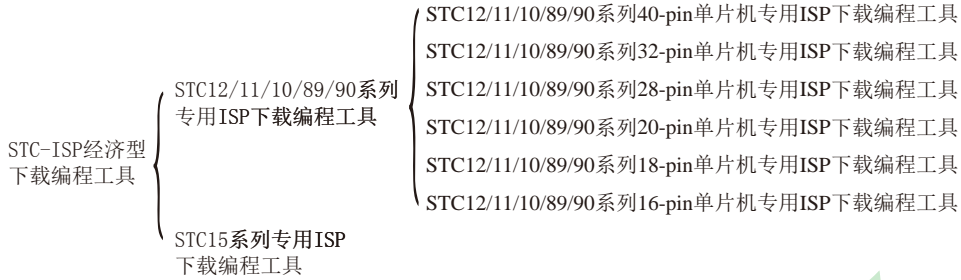 STC-ISP经济型
下载编程工具
STC12/11/10/89/90系列
专用ISP下载编程工具
STC12/11/10/89/90系列40-pin单片机专用ISP下载编程工具
STC12/11/10/89/90系列32-pin单片机专用ISP下载编程工具
STC12/11/10/89/90系列28-pin单片机专用ISP下载编程工具
STC12/11/10/89/90系列20-pin单片机专用ISP下载编程工具
STC12/11/10/89/90系列18-pin单片机专用ISP下载编程工具
STC12/11/10/89/90系列16-pin单片机专用ISP下载编程工具
STC15系列专用ISP
下载编程工具